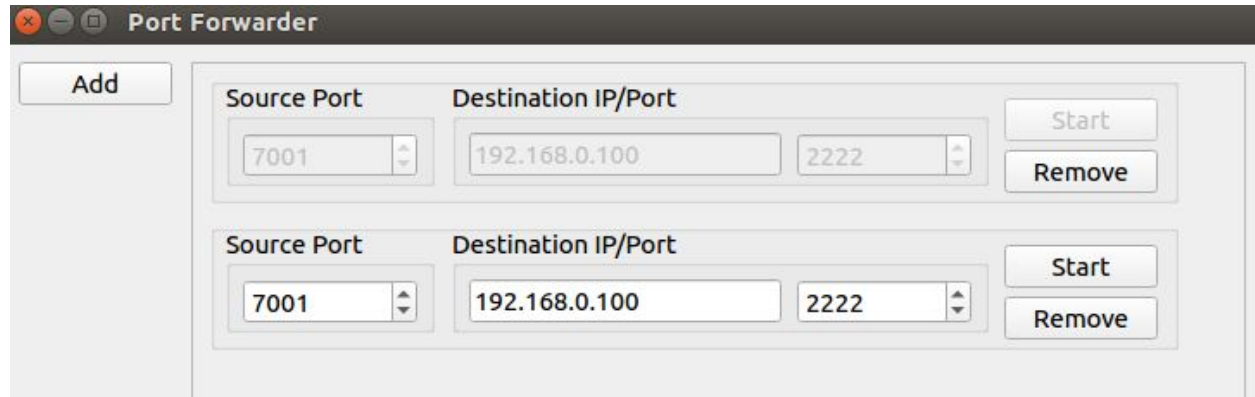 Port Forwarder
Add
Source Port Destination IP/Port
7001 192.168.0.100 2222
Start
Remove
Source Port Destination IP/Port
7001 192.168.0.100 2222
Start
Remove